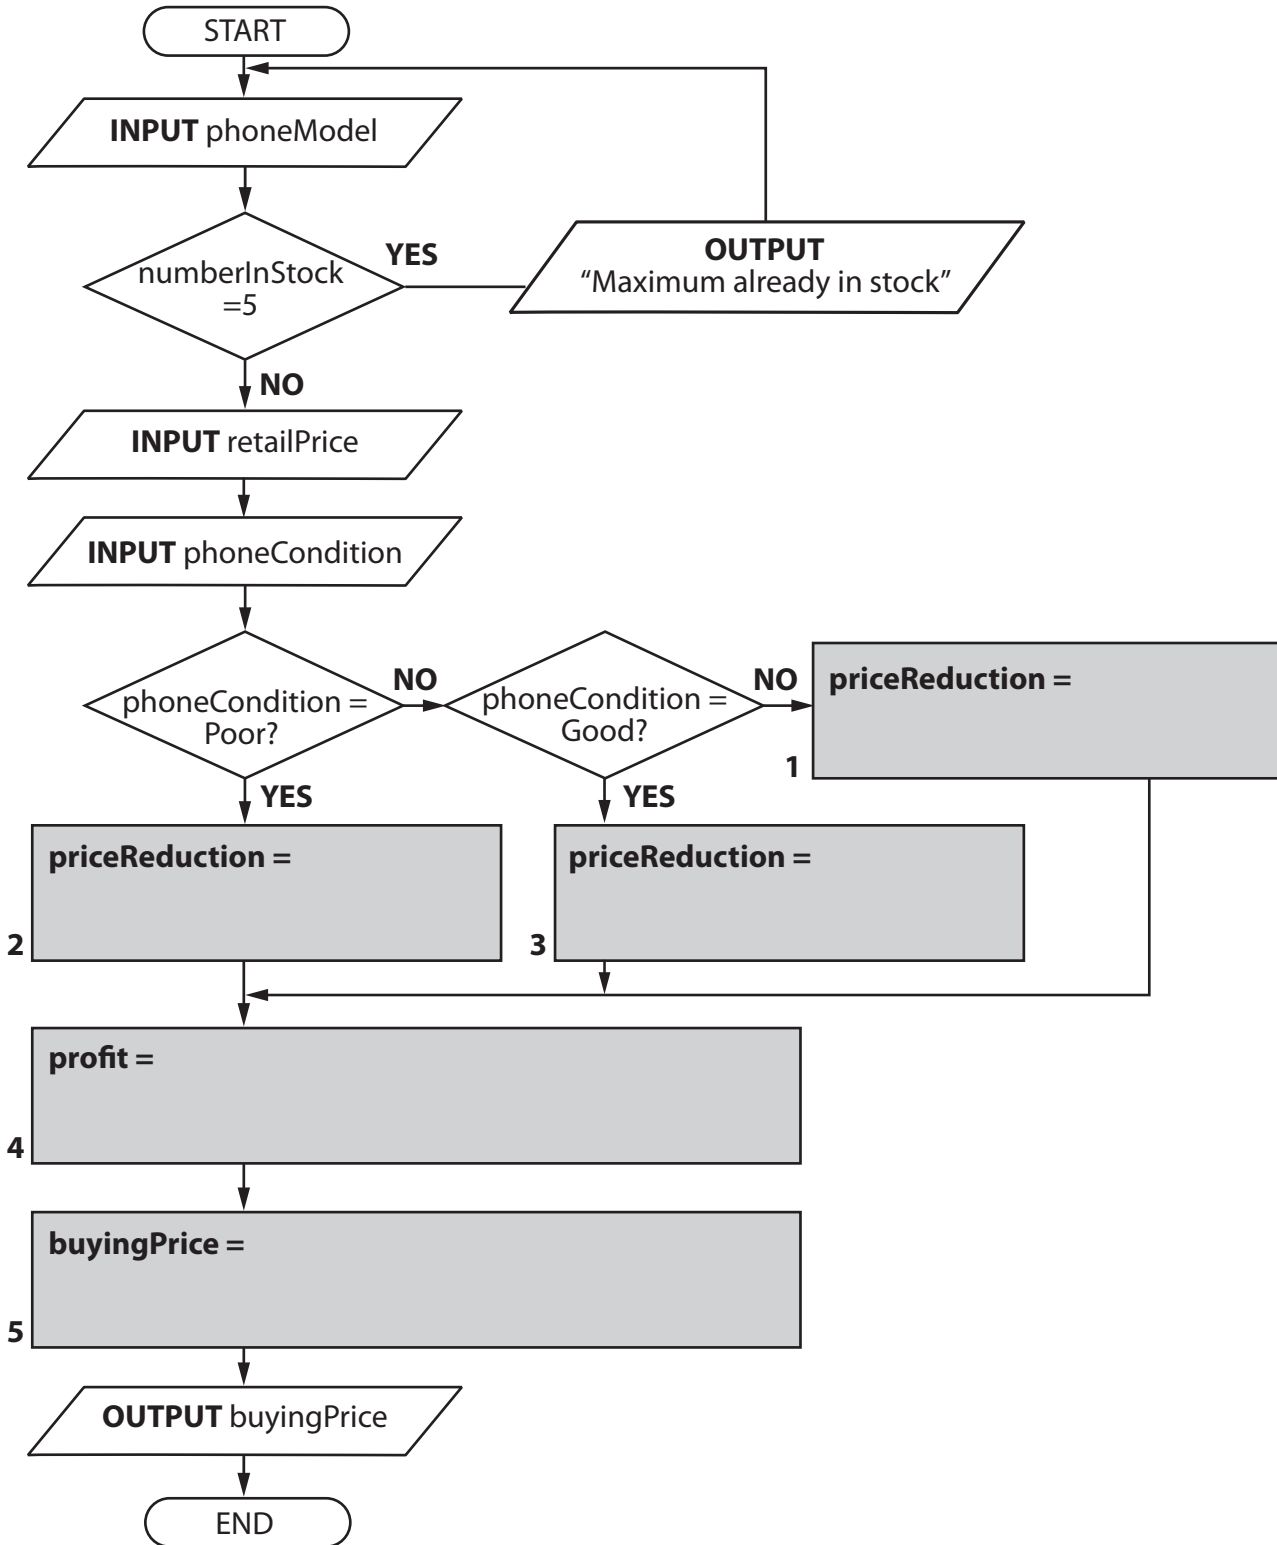 START
INPUT phoneModel
numberInStock
=5
YES
OUTPUT
“Maximum already in stock”
NO
INPUT retailPrice
INPUT phoneCondition
phoneCondition =
Poor?
NO
phoneCondition =
Good?
NO
priceReduction =
1
YES
YES
priceReduction =
2
priceReduction =
3
profit =
4
buyingPrice =
5
OUTPUT buyingPrice
END